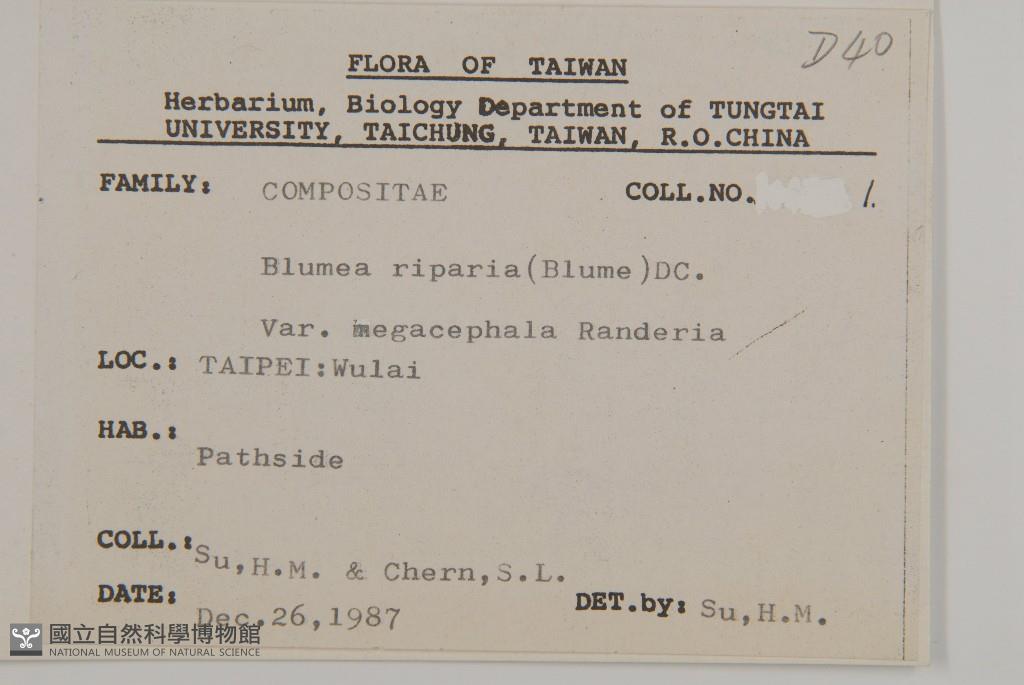 D40
FLORA OF TAIWAN
Herbarium, Biology Department of TUNGTAI
UNIVERSITY, TAICHUNG, TAIWAN, R.O.CHINA
FAMILY: COMPOSITAE COLL.NO. 1.
Blumea riparia(Blume)DC.
Var. megacephala Randeria
LOC.: TAIPEI:Wulai
HAB.: Pathside
COLL.: Su,H.M. & Chern,S.L.
DATE: Dec.26,1987 DET.by: Su,H.M.
國立自然科學博物館
NATIONAL MUSEUM OF NATURAL SCIENCE